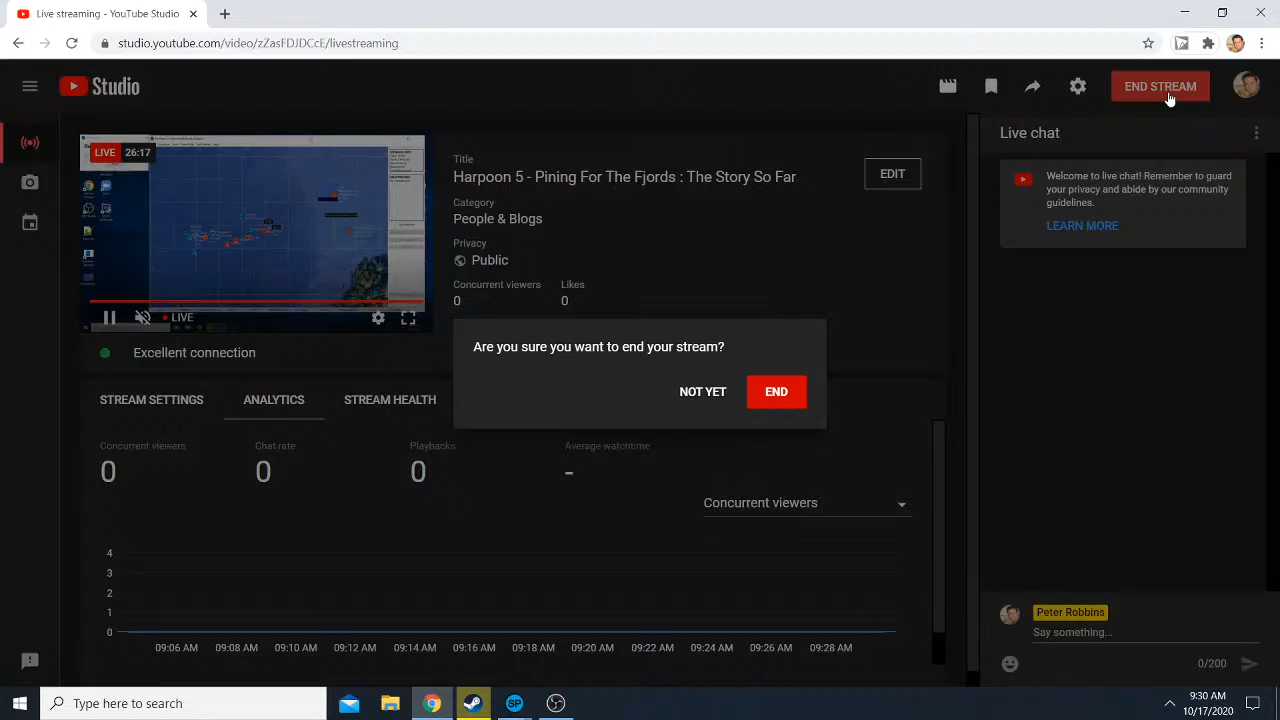 Live streaming - YouTube Studio
studio.youtube.com/video/zZasFDJDCcE/livestreaming
Studio
END STREAM
LIVE 26:17
LIVE
Excellent connection
Title
Harpoon 5 - Pining For The Fjords : The Story So Far
EDIT
Category
People & Blogs
Privacy
Public
Concurrent viewers Likes
0 0
Live chat
Welcome to live chat! Remember to guard
your privacy and abide by our community
guidelines.
LEARN MORE
Are you sure you want to end your stream?
NOT YET END
STREAM SETTINGS ANALYTICS STREAM HEALTH
Concurrent viewers Chat rate Playbacks Average watchtime
0 0 0 -
Concurrent viewers
4
3
2
1
0
09:06 AM 09:08 AM 09:10 AM 09:12 AM 09:14 AM 09:16 AM 09:18 AM 09:20 AM 09:22 AM 09:24 AM 09:26 AM 09:28 AM
Peter Robbins
Say something...
0/200
Type here to search
SP
9:30 AM
10/17/2020